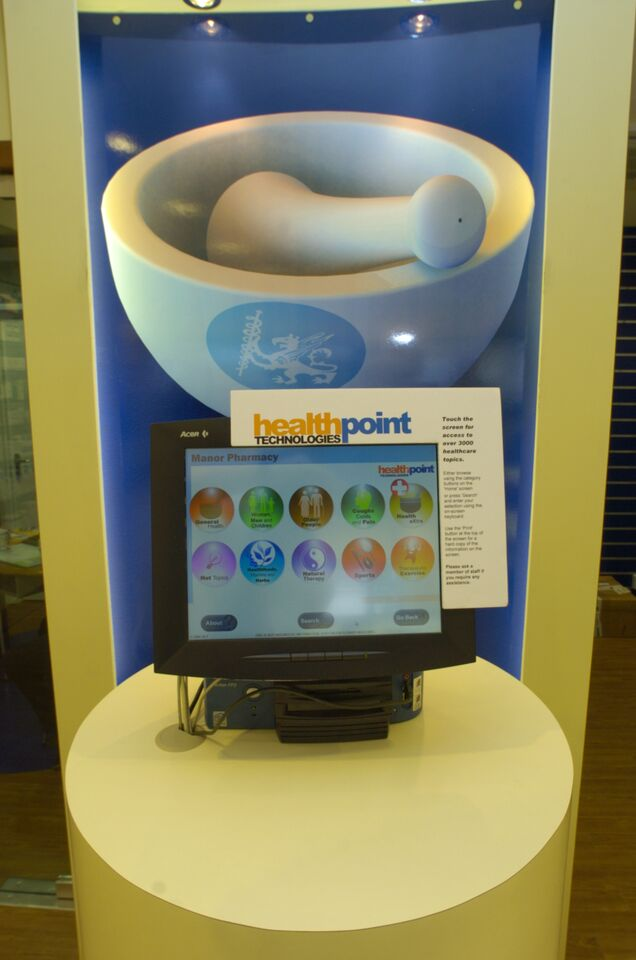 healthpoint
TECHNOLOGIES
Touch the
screen for
access to
over 3000
healthcare
topics.
Either browse
using the category
buttons on the
'Home' screen
or press 'Search'
and enter your
selection using the
on-screen
keyboard.
Use the 'Print'
button at the top of
the screen for a
hard copy of the
information on the
screen.
Please ask a
member of staff if
you require any
assistance.
Acer
Manor Pharmacy
healthpoint
TECHNOLOGIES
General
Health
Women,
Men and
Children
Older
People
Coughs
Colds
and Pain
Health
eXtra
Hot Topics
Healthfoods,
Vitamins and
Herbs
Natural
Therapy
Sports
Therapeutic
Exercise
About
Search
Go Back